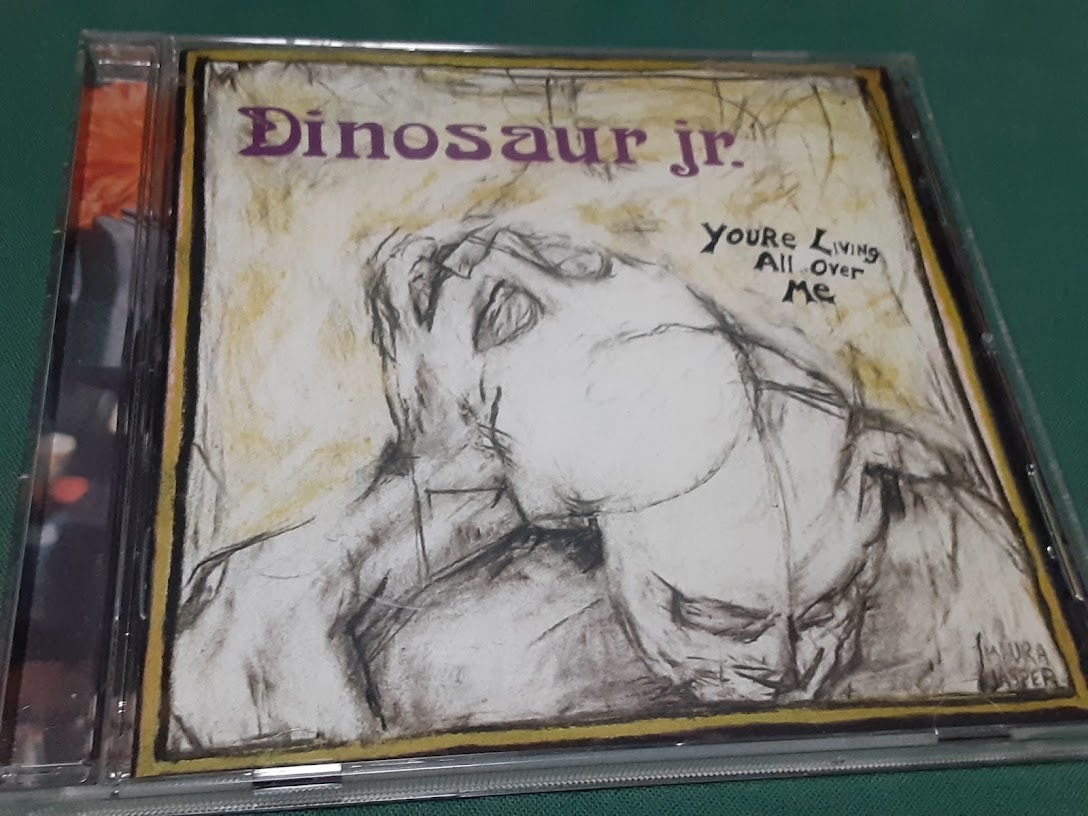 Dinosaur jr.
YOURe LIVING
All OveR
Me
MAURA
JASPER